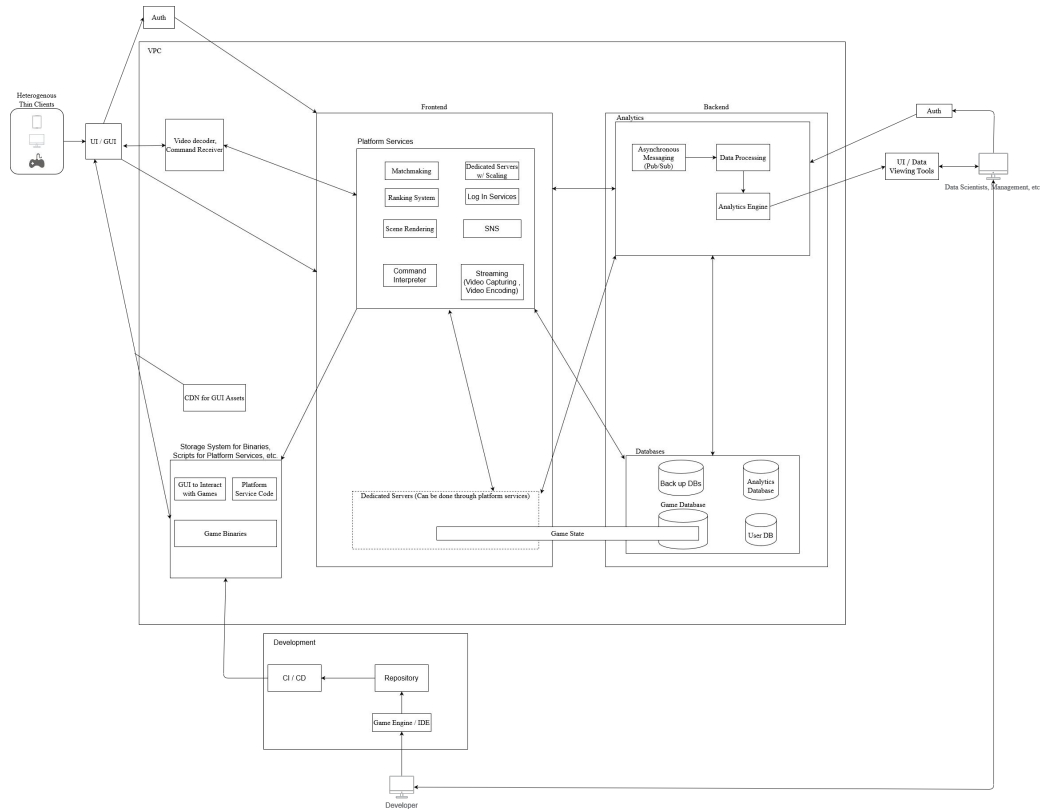 Auth
VPC
Heterogenous
Thin Clients
UI / GUI
Video decoder,
Command Receiver
Frontend
Platform Services
Matchmaking
Dedicated Servers
w/ Scaling
Ranking System
Log In Services
Scene Rendering
SNS
Command
Interpreter
Streaming
(Video Capturing ,
Video Encoding)
Backend
Analytics
Asynchronous
Messaging
(Pub/Sub)
Data Processing
Analytics Engine
Auth
UI / Data
Viewing Tools
Data Scientists, Management, etc
CDN for GUI Assets
Storage System for Binaries,
Scripts for Platform Services, etc.
GUI to Interact
with Games
Platform
Service Code
Game Binaries
Dedicated Servers (Can be done through platform services)
Game State
Databases
Back up DBs
Analytics
Database
Game Database
User DB
Development
CI / CD
Repository
Game Engine / IDE
Developer